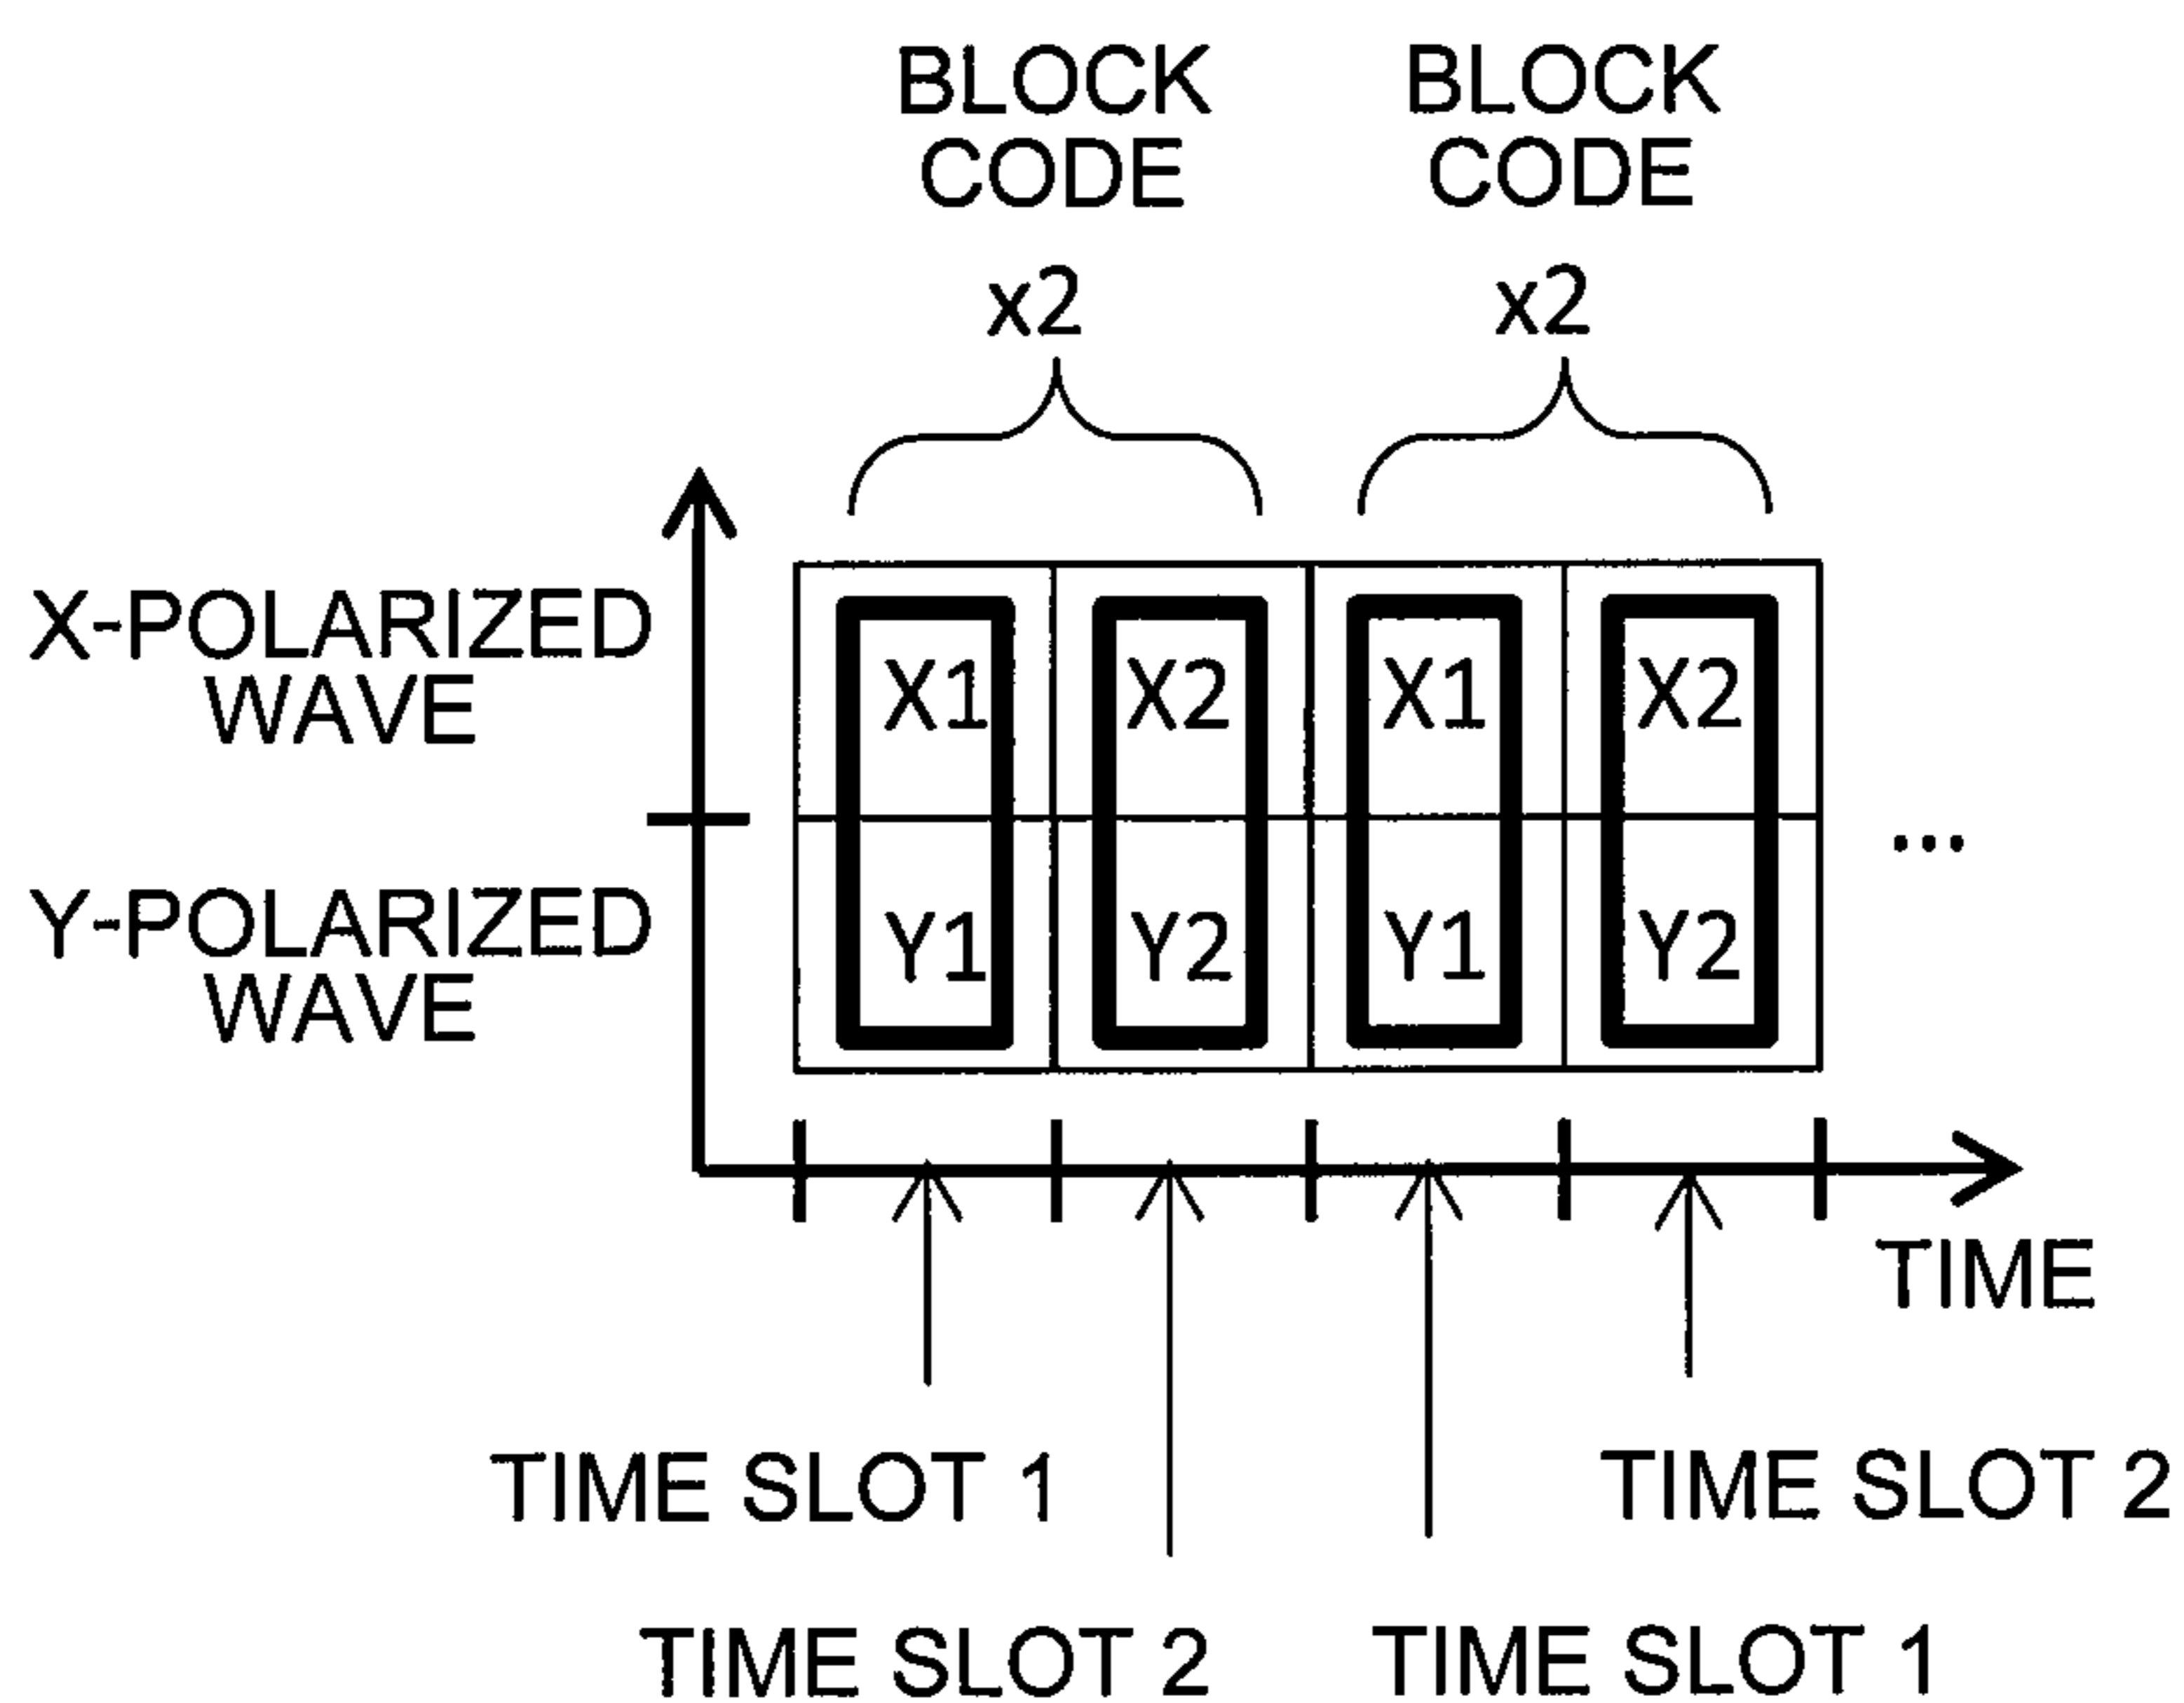 BLOCK
CODE
x2
BLOCK
CODE
x2
X-POLARIZED
WAVE
X1 X2 X1 X2
...
Y-POLARIZED
WAVE
Y1 Y2 Y1 Y2
TIME
TIME SLOT 1
TIME SLOT 2
TIME SLOT 2
TIME SLOT 1